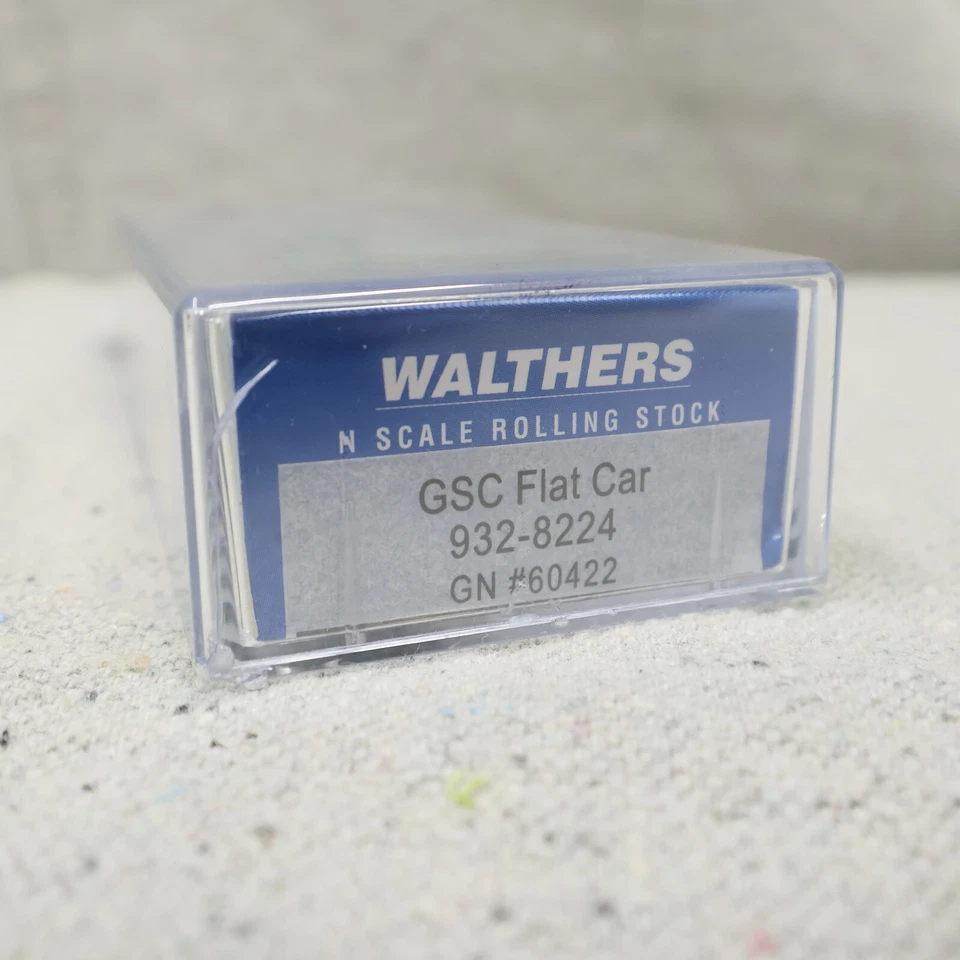 WALTHERS
N SCALE ROLLING STOCK
GSC Flat Car
932-8224
GN #60422